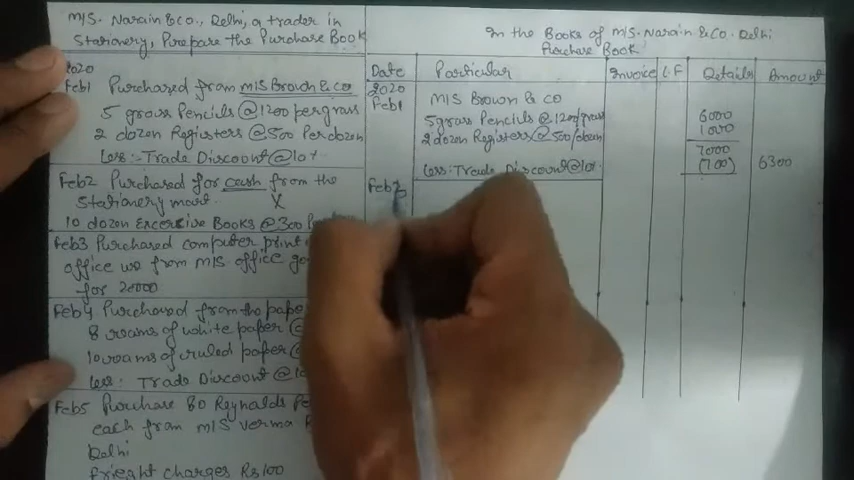 M/S. Narain & co., Delhi, a trader in
Stationery, Prepare the Purchase Book
2020
Feb1 Purchased from M/S Brown & co
5 gross Pencils @ 1200 per gross
2 dozen Registers @ 500 Per dozen
Less:- Trade Discount @ 10%
Feb2 Purchased for cash from the
Stationery mart. X
10 dozen Excersive Books @ 300
Feb3 Purchased computer
office use from M/S. office
for 20000
Feb4 Purchased from the
8 reams of white paper
10 reams of ruled paper @
Less: Trade Discount @
Feb5 Purchase 80 Reynolds
each from M/S Verma
Delhi
freight charges Rs 100
In the Books of M/S. Narain & Co. Delhi
Purchase Book
Date Particular Invoice L.F Details Amount
2020
Feb1 M/S Brown & CO
5 gross Pencils @ 1200/gross 6000
2 dozen Registers @ 500/dozen 1000
7000
Less: Trade Discount @ 10% (700) 6300